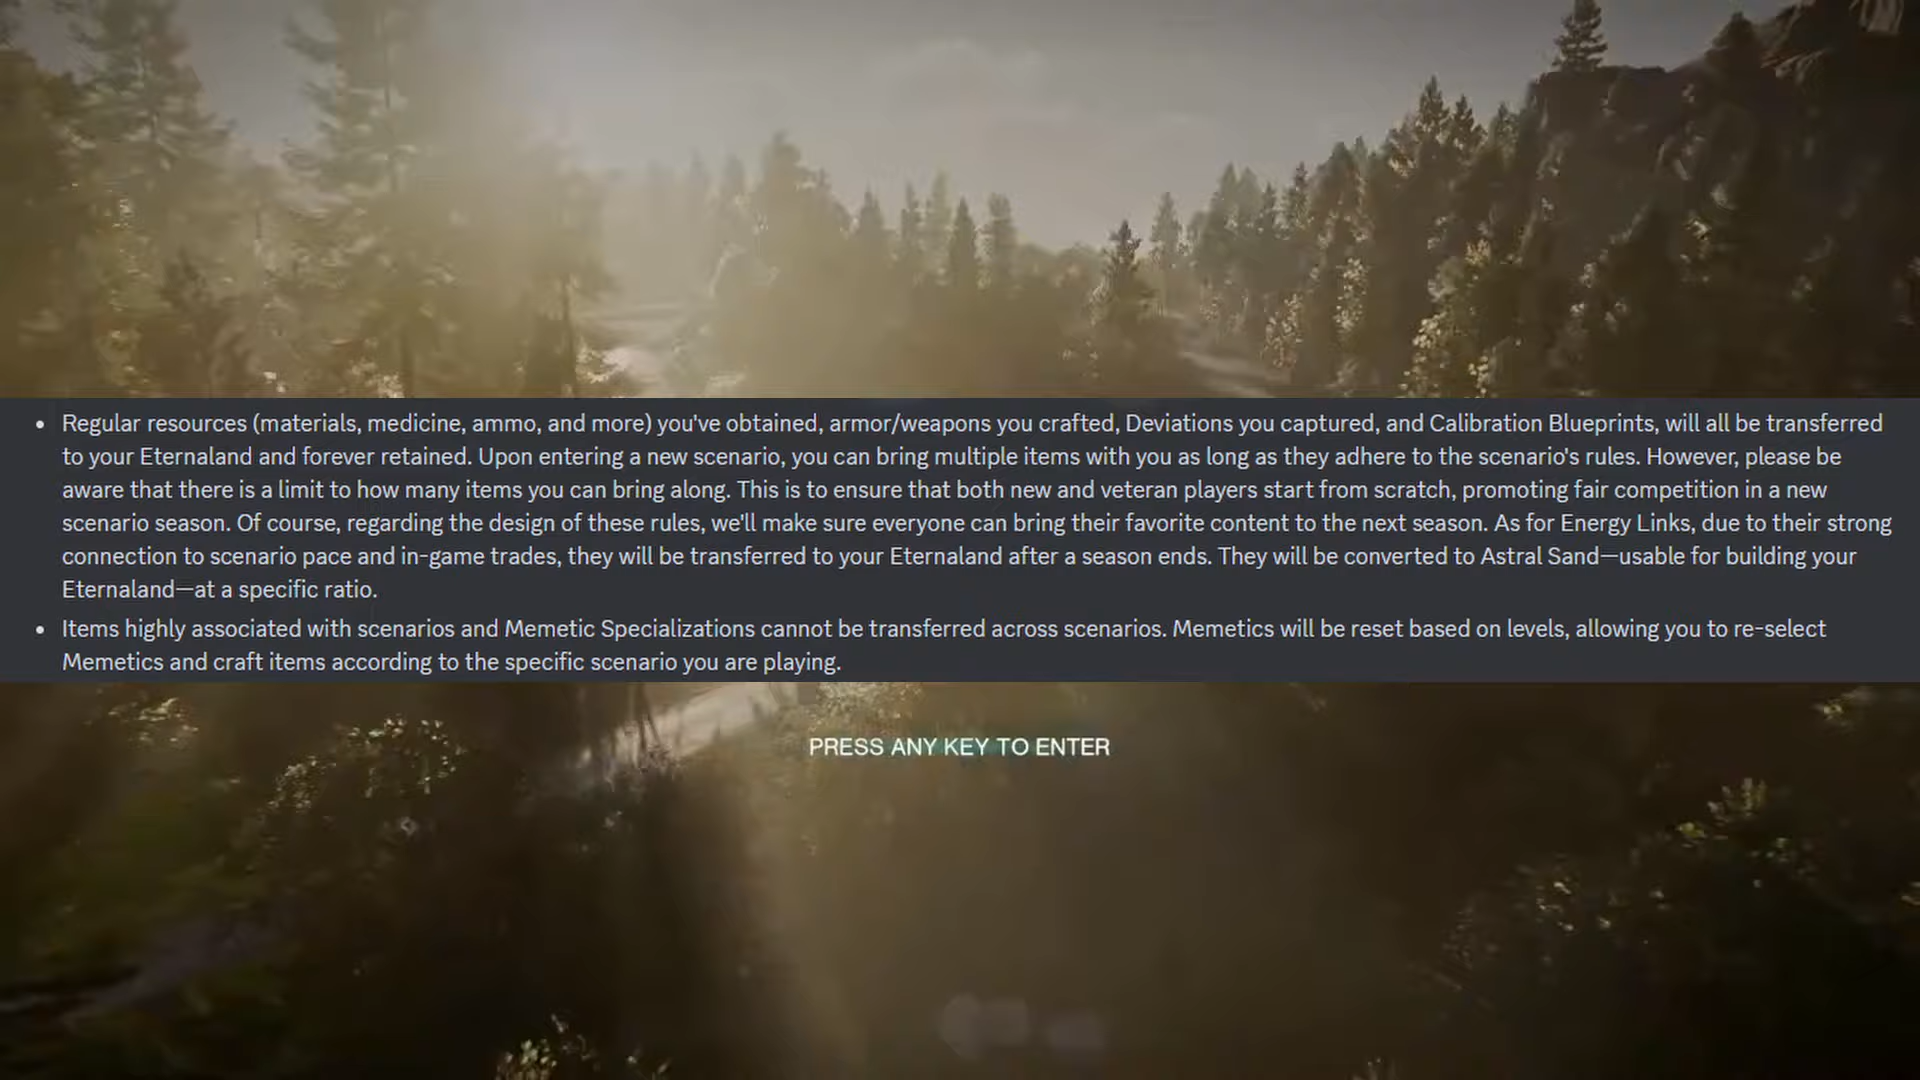 • Regular resources (materials, medicine, ammo, and more) you've obtained, armor/weapons you crafted, Deviations you captured, and Calibration Blueprints, will all be transferred
to your Eternaland and forever retained. Upon entering a new scenario, you can bring multiple items with you as long as they adhere to the scenario's rules. However, please be
aware that there is a limit to how many items you can bring along. This is to ensure that both new and veteran players start from scratch, promoting fair competition in a new
scenario season. Of course, regarding the design of these rules, we'll make sure everyone can bring their favorite content to the next season. As for Energy Links, due to their strong
connection to scenario pace and in-game trades, they will be transferred to your Eternaland after a season ends. They will be converted to Astral Sand—usable for building your
Eternaland—at a specific ratio.
• Items highly associated with scenarios and Memetic Specializations cannot be transferred across scenarios. Memetics will be reset based on levels, allowing you to re-select
Memetics and craft items according to the specific scenario you are playing.
PRESS ANY KEY TO ENTER